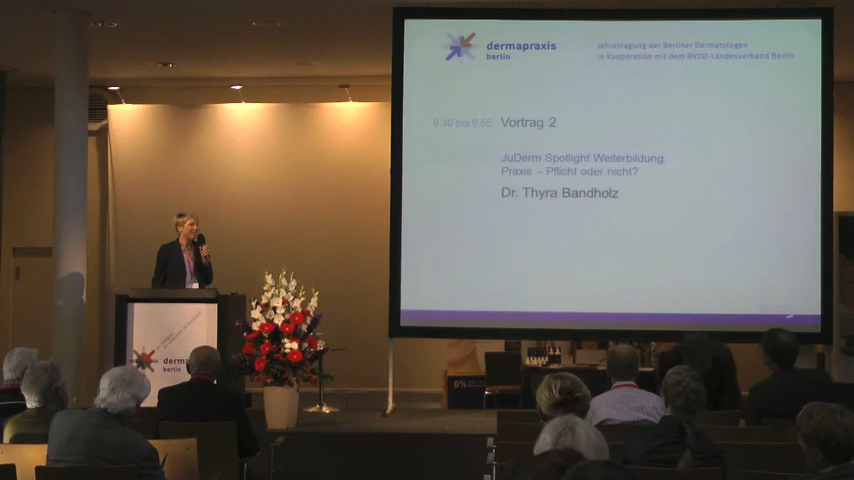 dermapraxis
berlin
Jahrestagung der Berliner Dermatologen
in Kooperation mit dem BVDD-Landesverband Berlin
9.30 bis 9.55 Vortrag 2
JuDerm Spotlight Weiterbildung:
Praxis – Pflicht oder nicht?
Dr. Thyra Bandholz
derma
berlin
0%